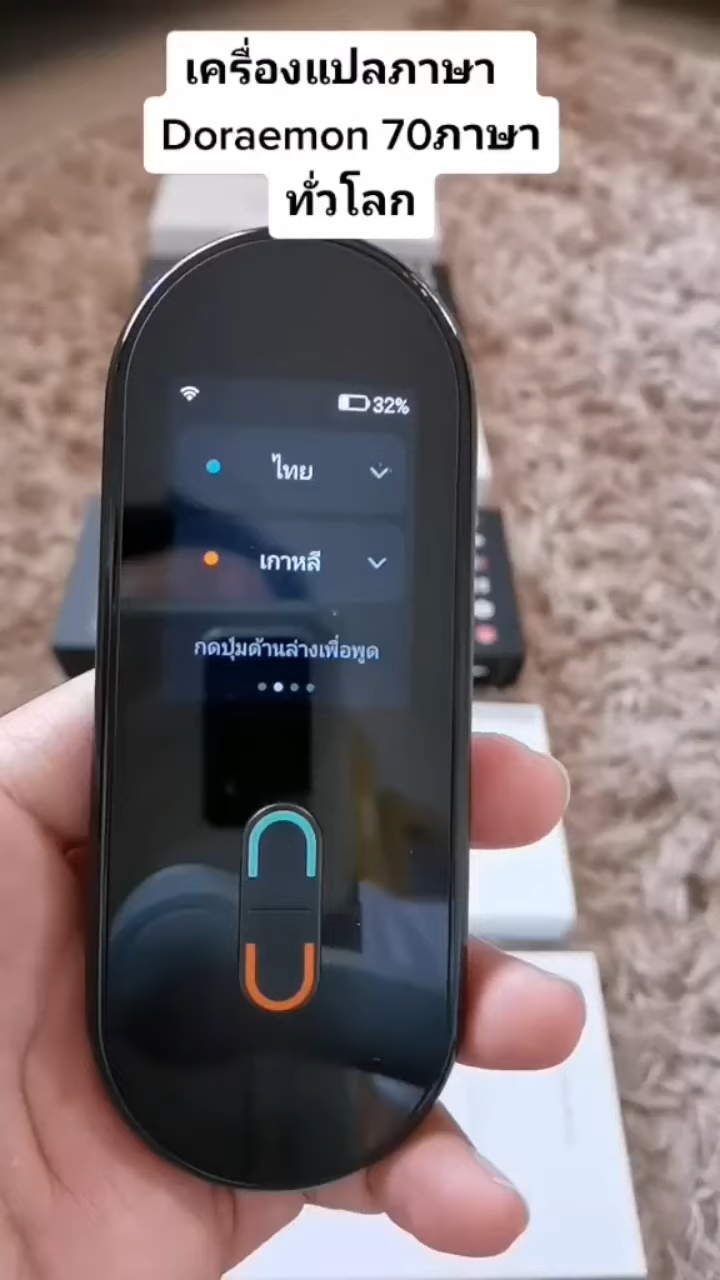 เครื่องแปลภาษา
Doraemon 70ภาษา
ทั่วโลก
32%
ไทย
เกาหลี
กดปุ่มด้านล่างเพื่อพูด